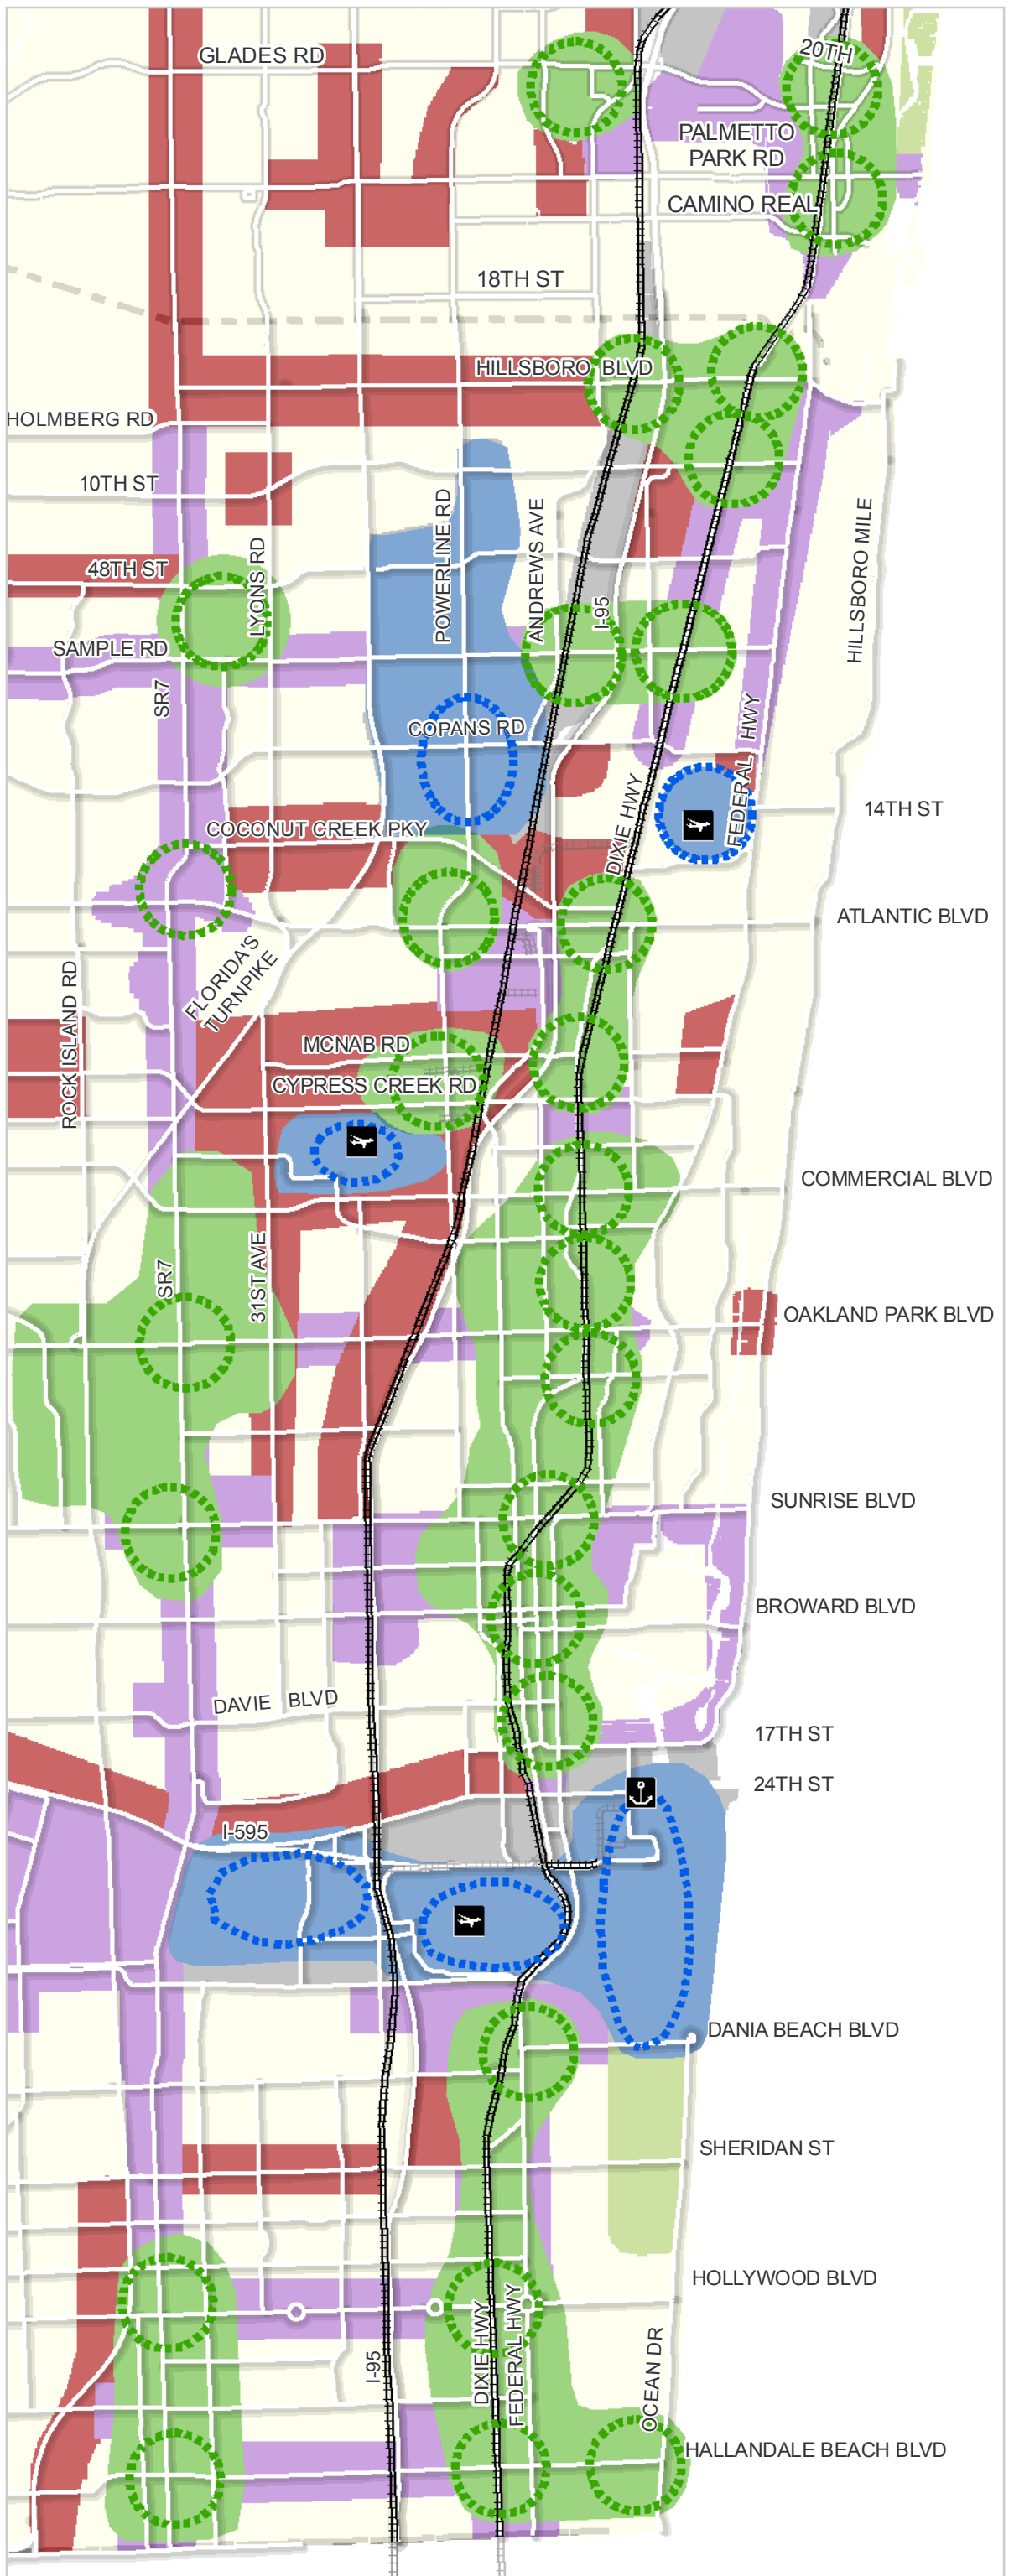 GLADES RD
20TH
PALMETTO
PARK RD
CAMINO REAL
18TH ST
HILLSBORO BLVD
HOLMBERG RD
10TH ST
POWERLINE RD
ANDREWS AVE
HILLSBORO MILE
48TH ST
LYONS RD
I-95
SAMPLE RD
SR7
COPANS RD
FEDERAL HWY
DIXIE HWY
14TH ST
COCONUT CREEK PKY
ATLANTIC BLVD
FLORIDA'S
TURNPIKE
ROCK ISLAND RD
MCNAB RD
CYPRESS CREEK RD
COMMERCIAL BLVD
SR7
31ST AVE
OAKLAND PARK BLVD
SUNRISE BLVD
BROWARD BLVD
DAVIE BLVD
17TH ST
24TH ST
I-595
DANIA BEACH BLVD
SHERIDAN ST
HOLLYWOOD BLVD
I-95
DIXIE HWY
FEDERAL HWY
OCEAN DR
HALLANDALE BEACH BLVD